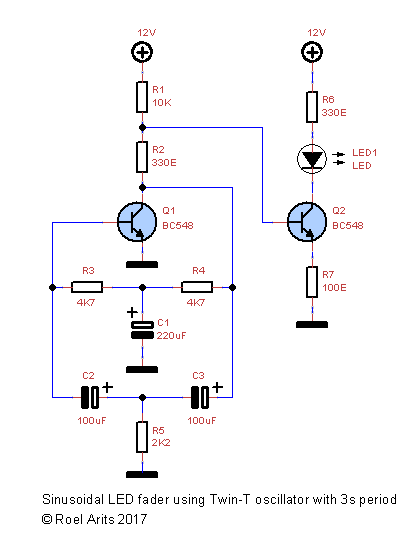 12V
12V
R1
10K
R6
330E
R2
330E
LED1
LED
Q1
BC548
Q2
BC548
R3
4K7
R4
4K7
R7
100E
C1
220uF
C2
100uF
C3
100uF
R5
2K2
Sinusoidal LED fader using Twin-T oscillator with 3s period
© Roel Arits 2017